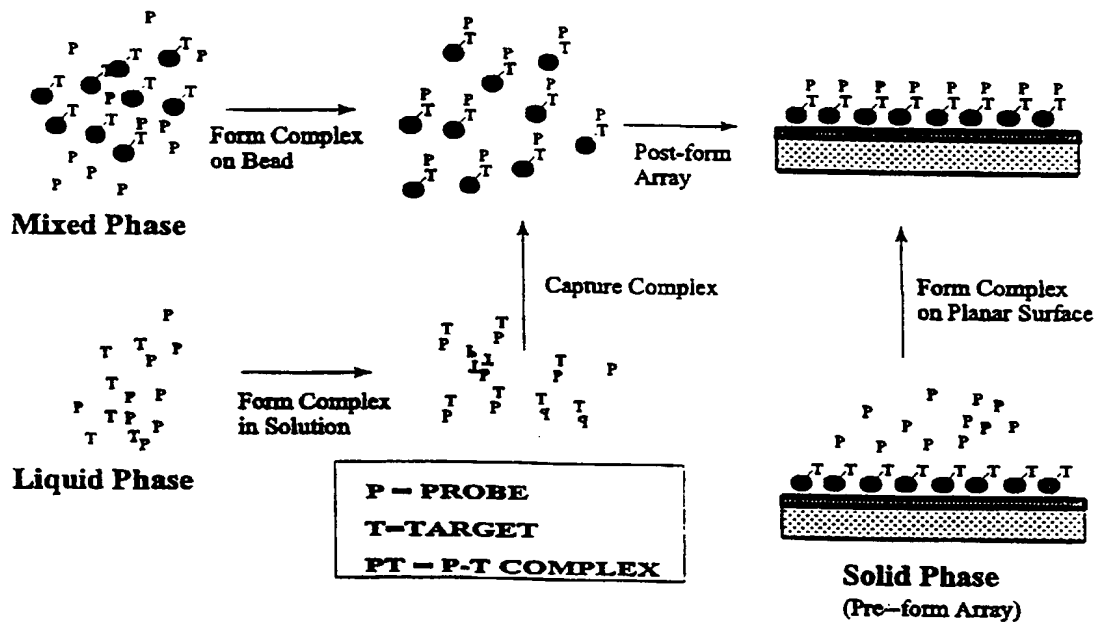 Form Complex
on Bead
Post-form
Array
Mixed Phase
Capture Complex
Form Complex
on Planar Surface
Form Complex
in Solution
Liquid Phase
P = PROBE
T=TARGET
PT = P-T COMPLEX
Solid Phase
(Pre-form Array)